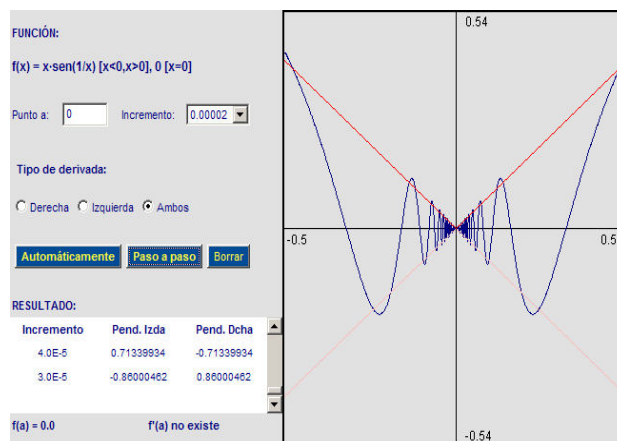 FUNCIÓN:
f(x) = x·sen(1/x) [x<0,x>0], 0 [x=0]
Punto a: 0 Incremento: 0.00002
Tipo de derivada:
Derecha Izquierda Ambos
Automáticamente Paso a paso Borrar
RESULTADO:
Incremento Pend. Izda Pend. Dcha
4.0E-5 0.71339934 -0.71339934
3.0E-5 -0.86000462 0.86000462
f(a) = 0.0 f'(a) no existe
0.54
-0.5 0.5
-0.54